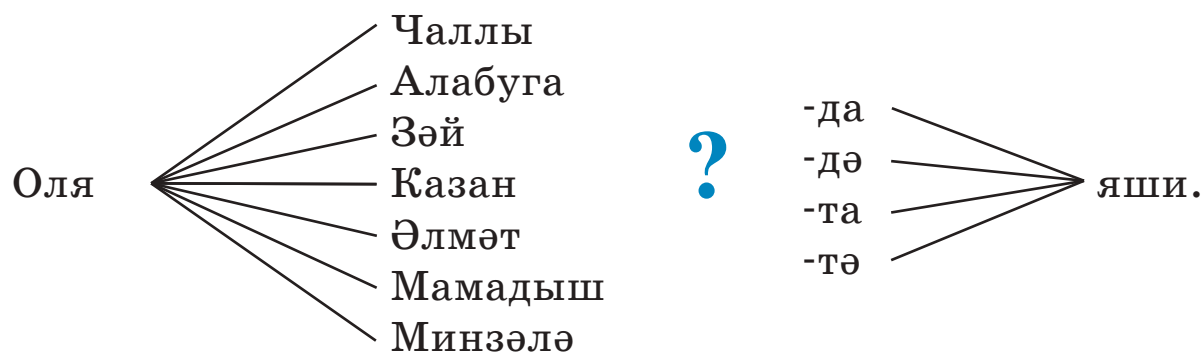 Оля
Чаллы
Алабуга
Зәй
Казан
Әлмәт
Мамадыш
Минзәлә
?
-да
-дә
-та
-тә
яши.